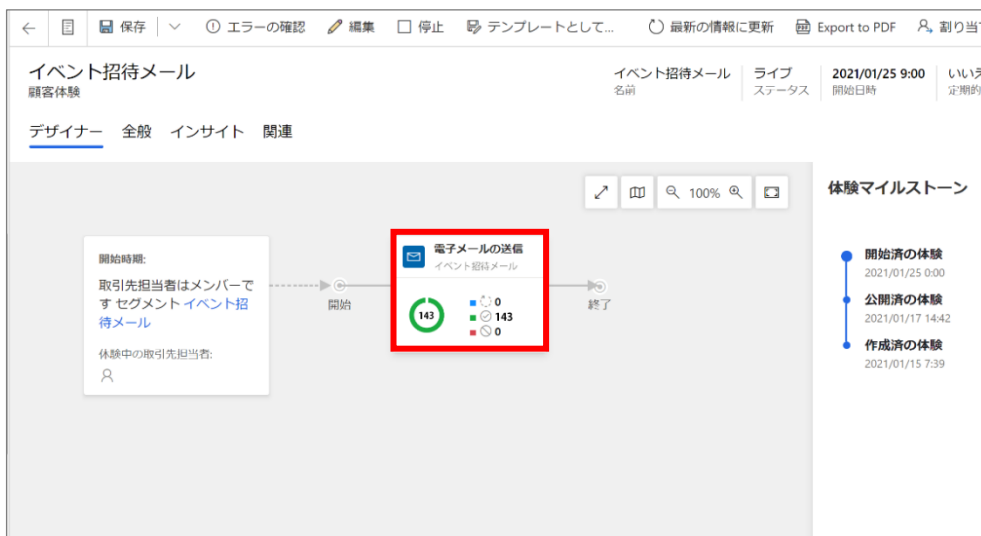 保存 エラーの確認 編集 停止 テンプレートとして... 最新の情報に更新 Export to PDF 割り当
イベント招待メール
顧客体験
イベント招待メール
名前
ライブ
ステータス
2021/01/25 9:00
開始日時
いいえ
定期的
デザイナー 全般 インサイト 関連
100%
開始時期:
取引先担当者はメンバーで
す セグメント イベント招
待メール
体験中の取引先担当者:
開始
電子メールの送信
イベント招待メール
143
0
143
0
終了
体験マイルストーン
開始済の体験
2021/01/25 0:00
公開済の体験
2021/01/17 14:42
作成済の体験
2021/01/15 7:39